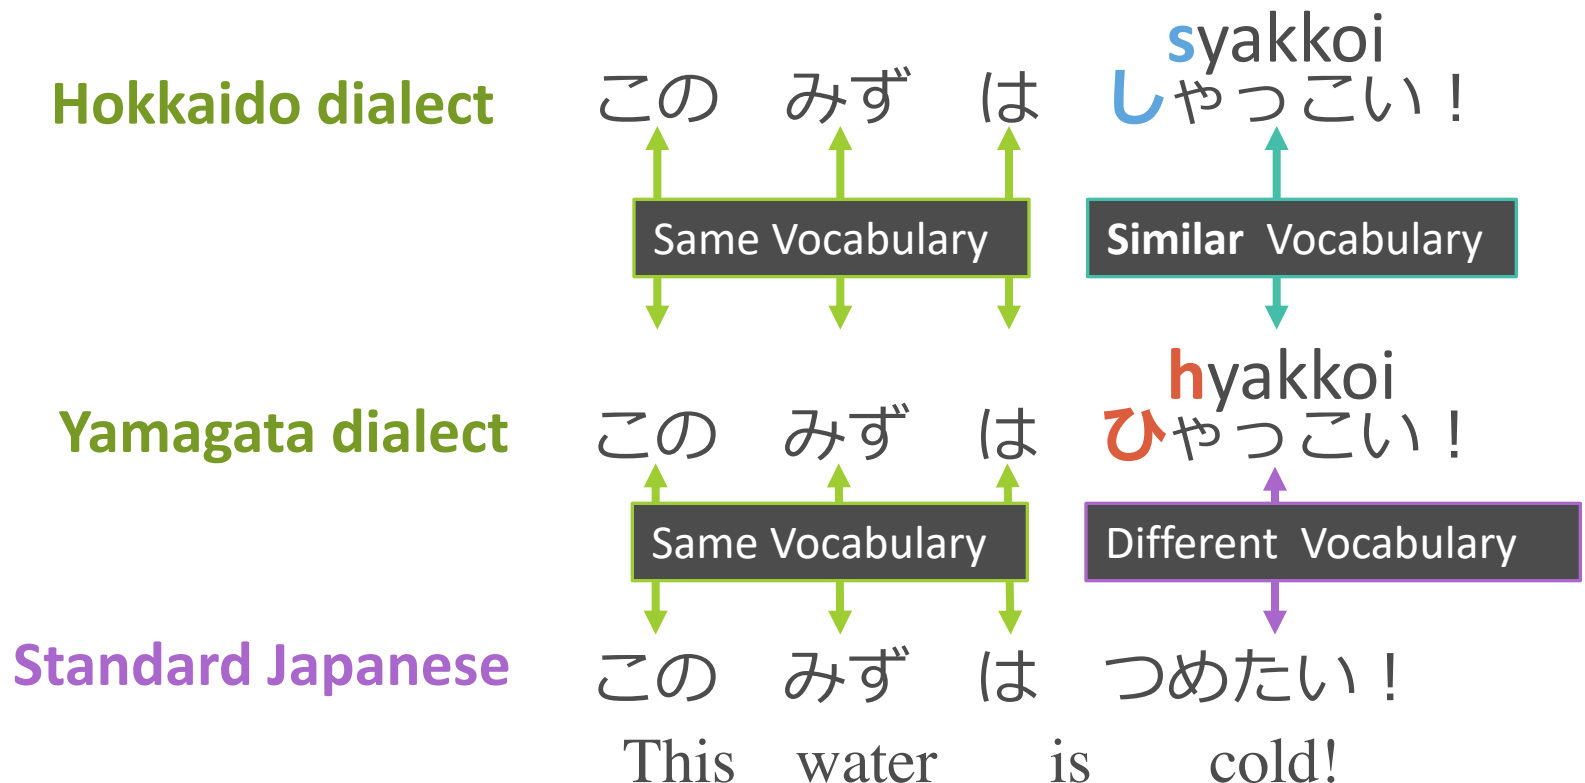 syakkoi
Hokkaido dialect このみずはしゃっこい！
Same Vocabulary Similar Vocabulary
hyakkoi
Yamagata dialect このみずはひゃっこい！
Same Vocabulary Different Vocabulary
Standard Japanese このみずはつめたい！
This water is cold!